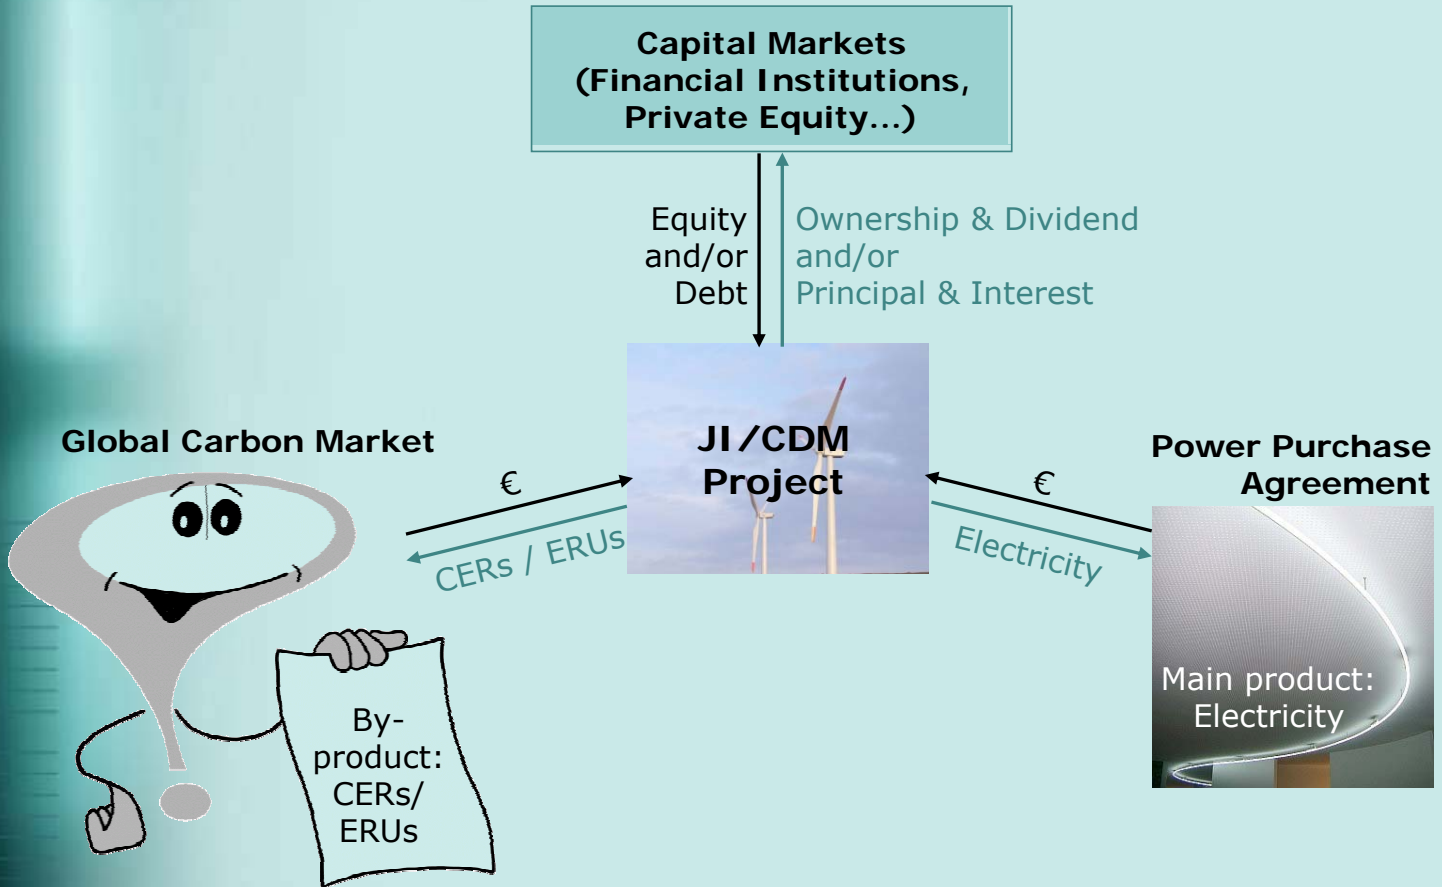 Capital Markets
(Financial Institutions,
Private Equity...)
Equity
and/or
Debt
Ownership & Dividend
and/or
Principal & Interest
Global Carbon Market
€
CERs / ERUs
JI/CDM
Project
€
Electricity
Power Purchase
Agreement
By-
product:
CERs/
ERUs
Main product:
Electricity